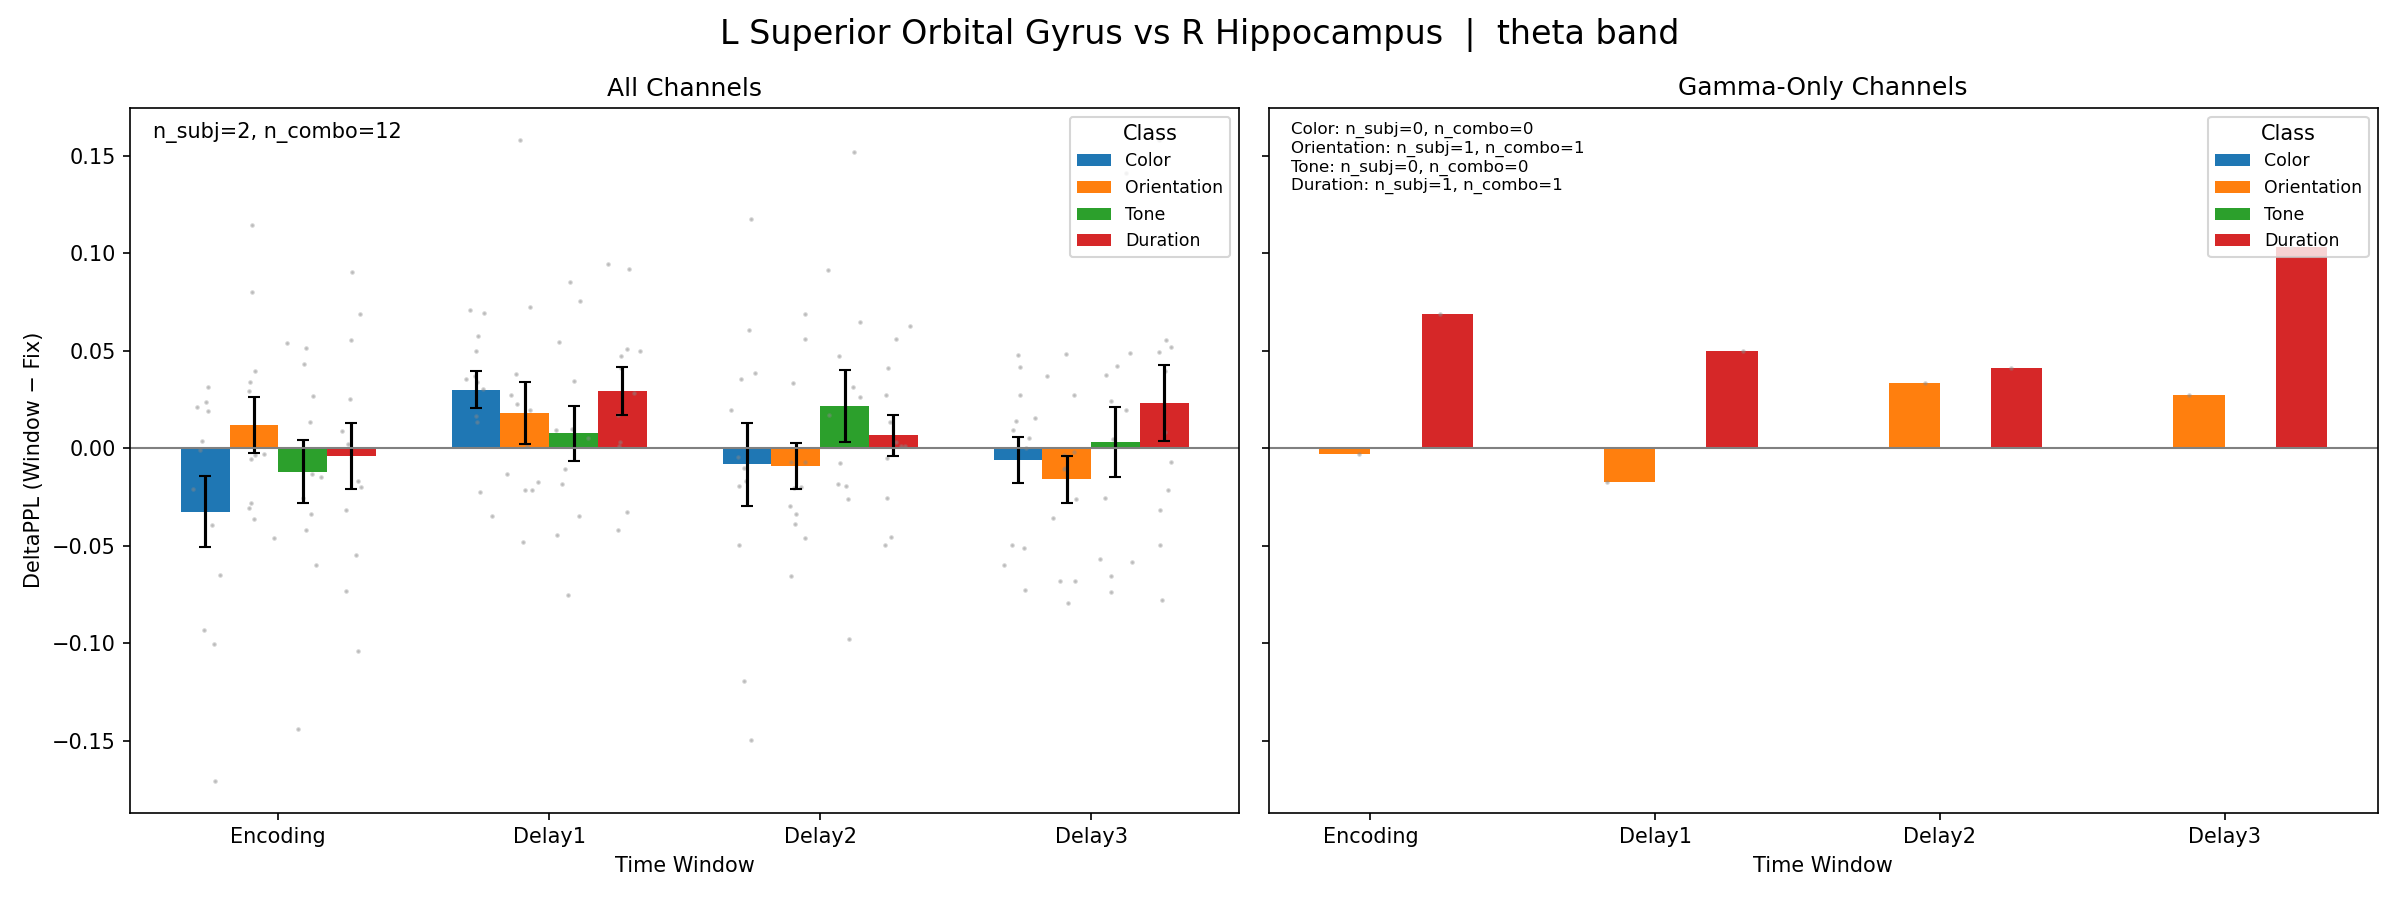 L Superior Orbital Gyrus vs R Hippocampus | theta band
All Channels
n_subj=2, n_combo=12
Class
Color
Orientation
Tone
Duration
0.15
0.10
0.05
0.00
−0.05
−0.10
−0.15
DeltaPPL (Window − Fix)
Encoding
Delay1
Delay2
Delay3
Time Window
Gamma-Only Channels
Color: n_subj=0, n_combo=0
Orientation: n_subj=1, n_combo=1
Tone: n_subj=0, n_combo=0
Duration: n_subj=1, n_combo=1
Class
Color
Orientation
Tone
Duration
Encoding
Delay1
Delay2
Delay3
Time Window